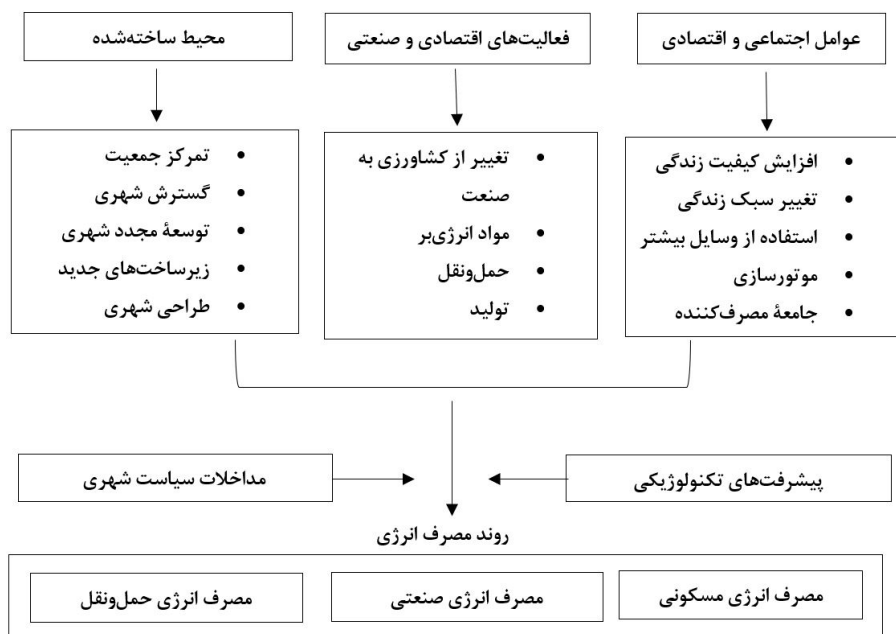 عوامل اجتماعی و اقتصادی
فعالیت‌های اقتصادی و صنعتی
محیط ساخته‌شده
• افزایش کیفیت زندگی
• تغییر سبک زندگی
• استفاده از وسایل بیشتر
• موتورسازی
• جامعهٔ مصرف‌کننده
• تغییر از کشاورزی به
صنعت
• مواد انرژی‌بر
• حمل‌ونقل
• تولید
• تمرکز جمعیت
• گسترش شهری
• توسعهٔ مجدد شهری
• زیرساخت‌های جدید
• طراحی شهری
پیشرفت‌های تکنولوژیکی
مداخلات سیاست شهری
روند مصرف انرژی
مصرف انرژی مسکونی
مصرف انرژی صنعتی
مصرف انرژی حمل‌ونقل